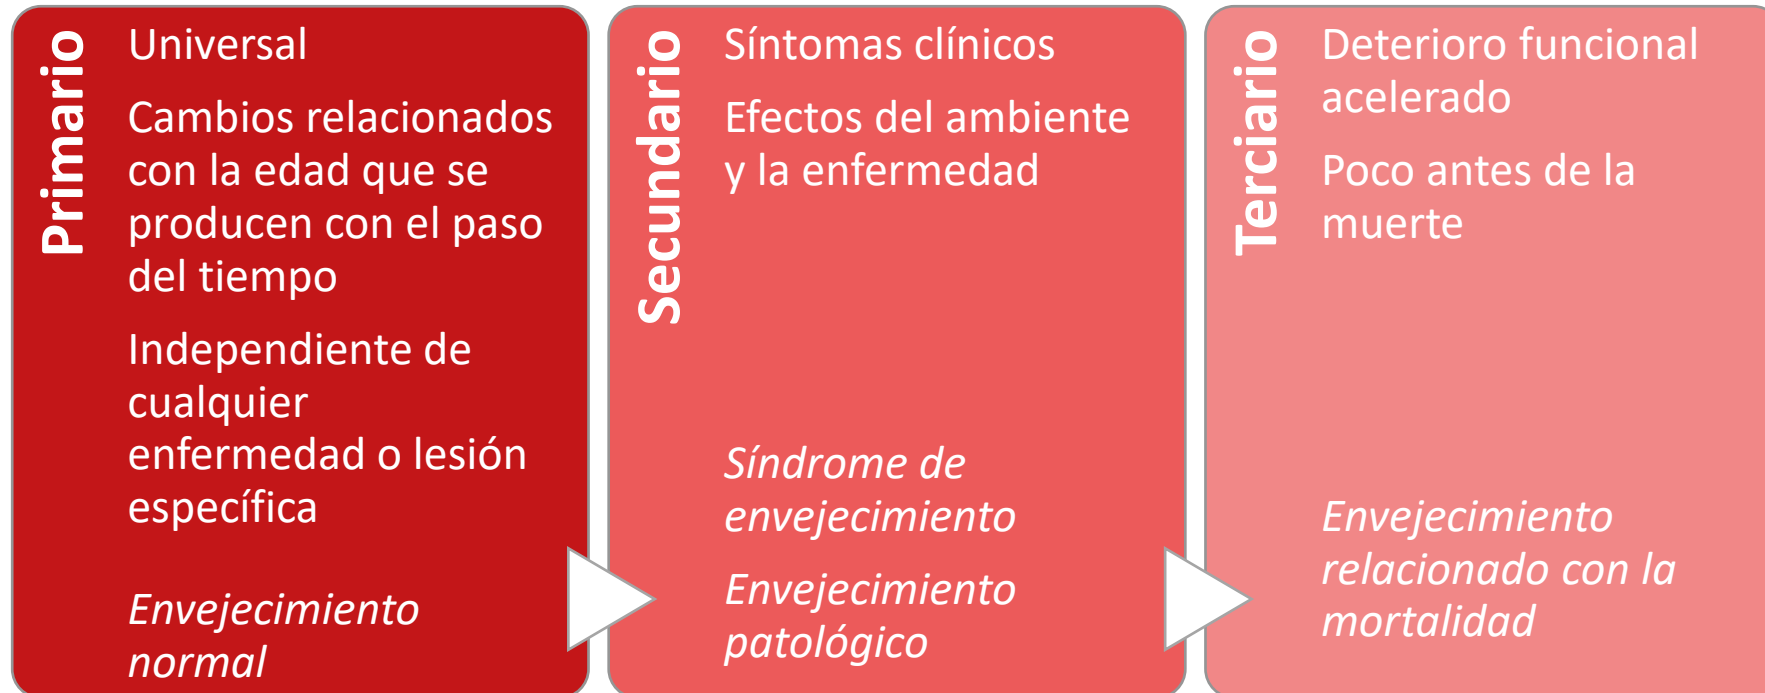 Primario
Universal
Cambios relacionados
con la edad que se
producen con el paso
del tiempo
Independiente de
cualquier
enfermedad o lesión
específica
Envejecimiento
normal
Secundario
Síntomas clínicos
Efectos del ambiente
y la enfermedad
Síndrome de
envejecimiento
Envejecimiento
patológico
Terciario
Deterioro funcional
acelerado
Poco antes de la
muerte
Envejecimiento
relacionado con la
mortalidad